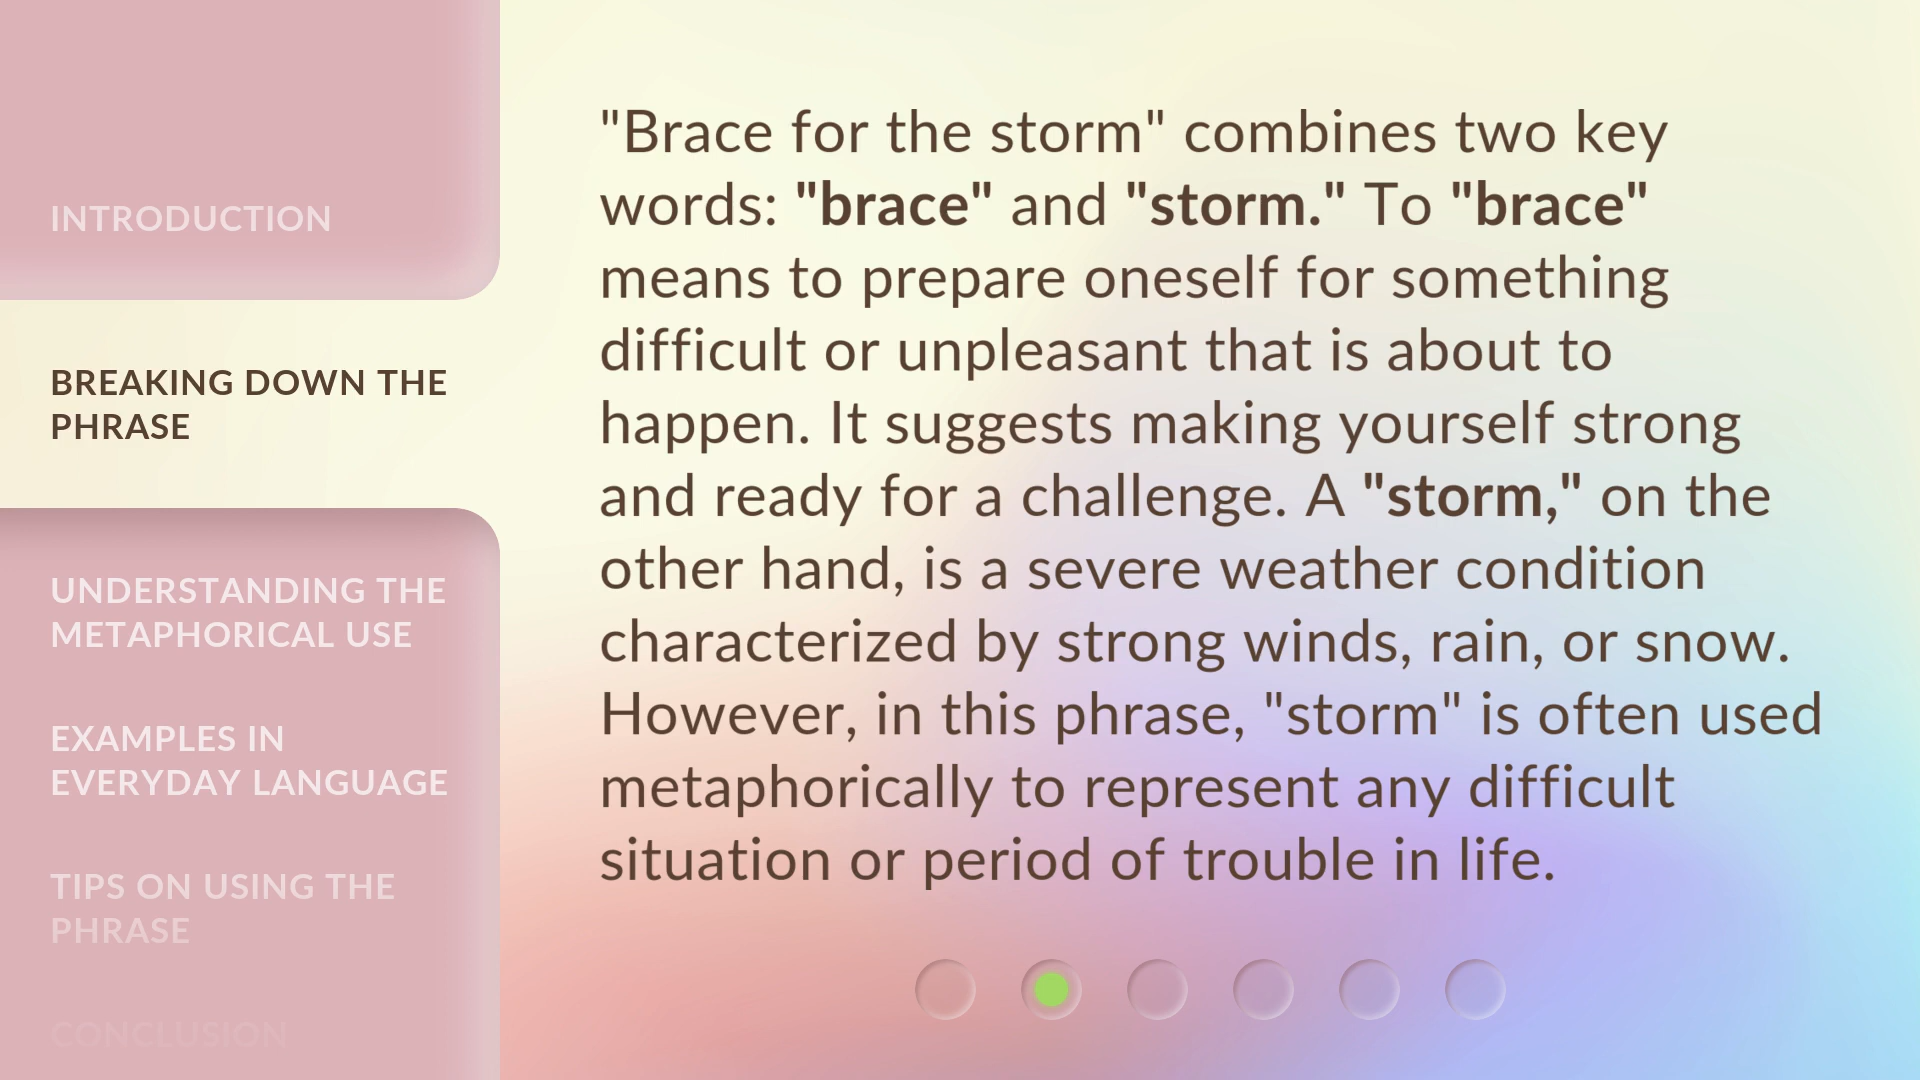 INTRODUCTION
BREAKING DOWN THE
PHRASE
UNDERSTANDING THE
METAPHORICAL USE
EXAMPLES IN
EVERYDAY LANGUAGE
TIPS ON USING THE
PHRASE
CONCLUSION
"Brace for the storm" combines two key
words: "brace" and "storm." To "brace"
means to prepare oneself for something
difficult or unpleasant that is about to
happen. It suggests making yourself strong
and ready for a challenge. A "storm," on the
other hand, is a severe weather condition
characterized by strong winds, rain, or snow.
However, in this phrase, "storm" is often used
metaphorically to represent any difficult
situation or period of trouble in life.